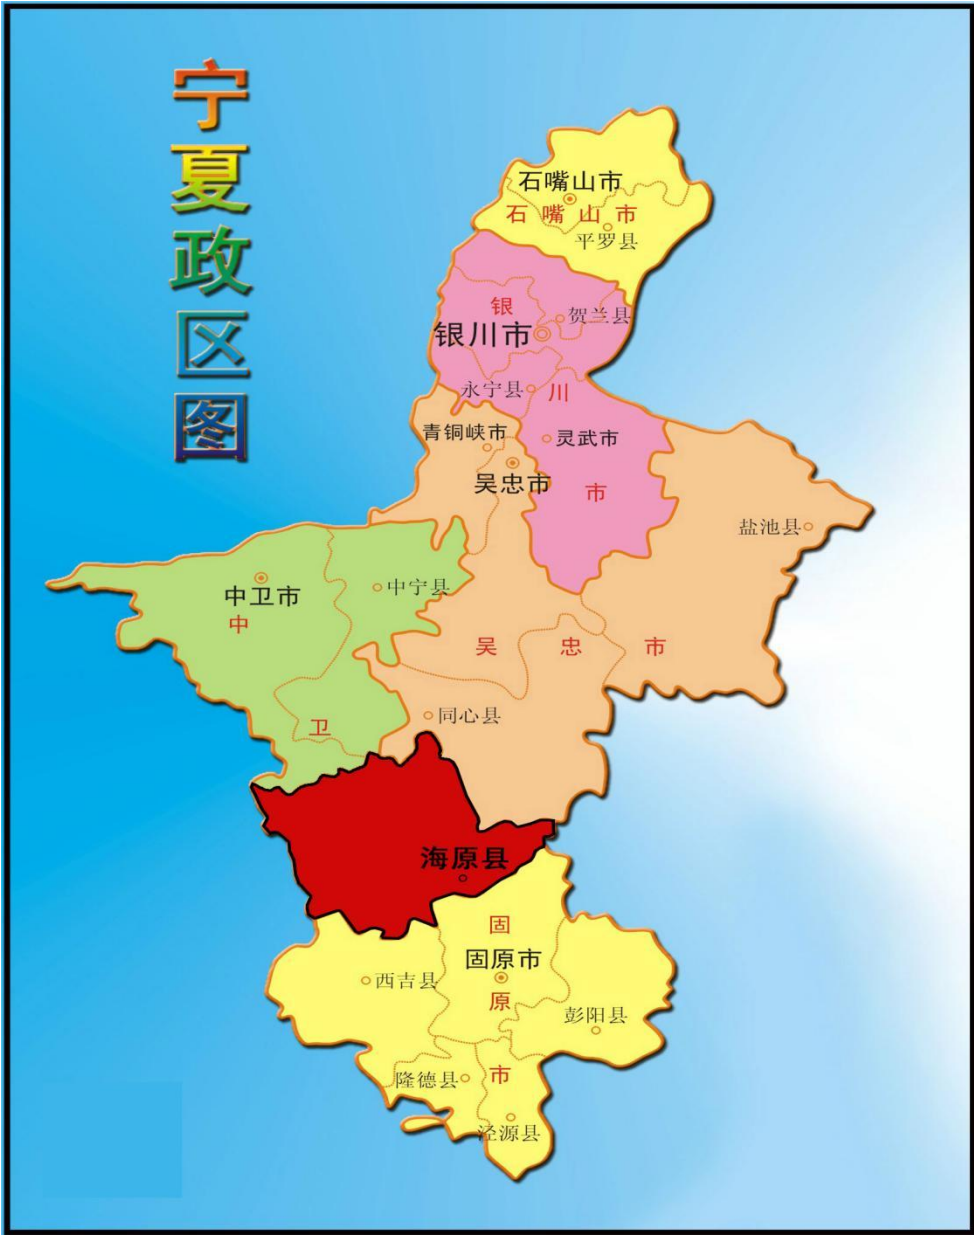 宁夏政区图
石嘴山市
石嘴山市
平罗县
银
贺兰县
银川市
永宁县
川
青铜峡市
灵武市
吴忠市
市
盐池县
中宁县
中卫市
中
吴忠市
同心县
卫
海原县
固
固原市
西吉县
原
彭阳县
隆德县
市
泾源县